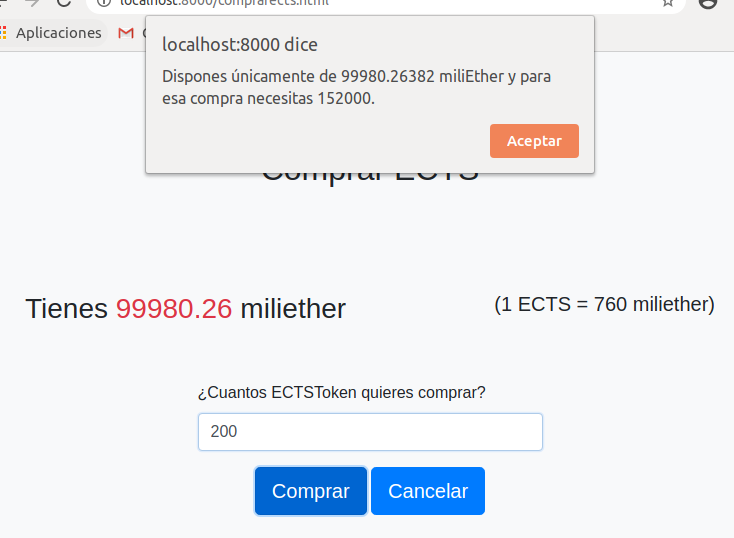 localhost:8000/comprarects.html
Aplicaciones
localhost:8000 dice
Dispones únicamente de 99980.26382 miliEther y para
esa compra necesitas 152000.
Aceptar
Comprar ECTS
Tienes 99980.26 miliether
(1 ECTS = 760 miliether)
¿Cuantos ECTSToken quieres comprar?
200
Comprar Cancelar